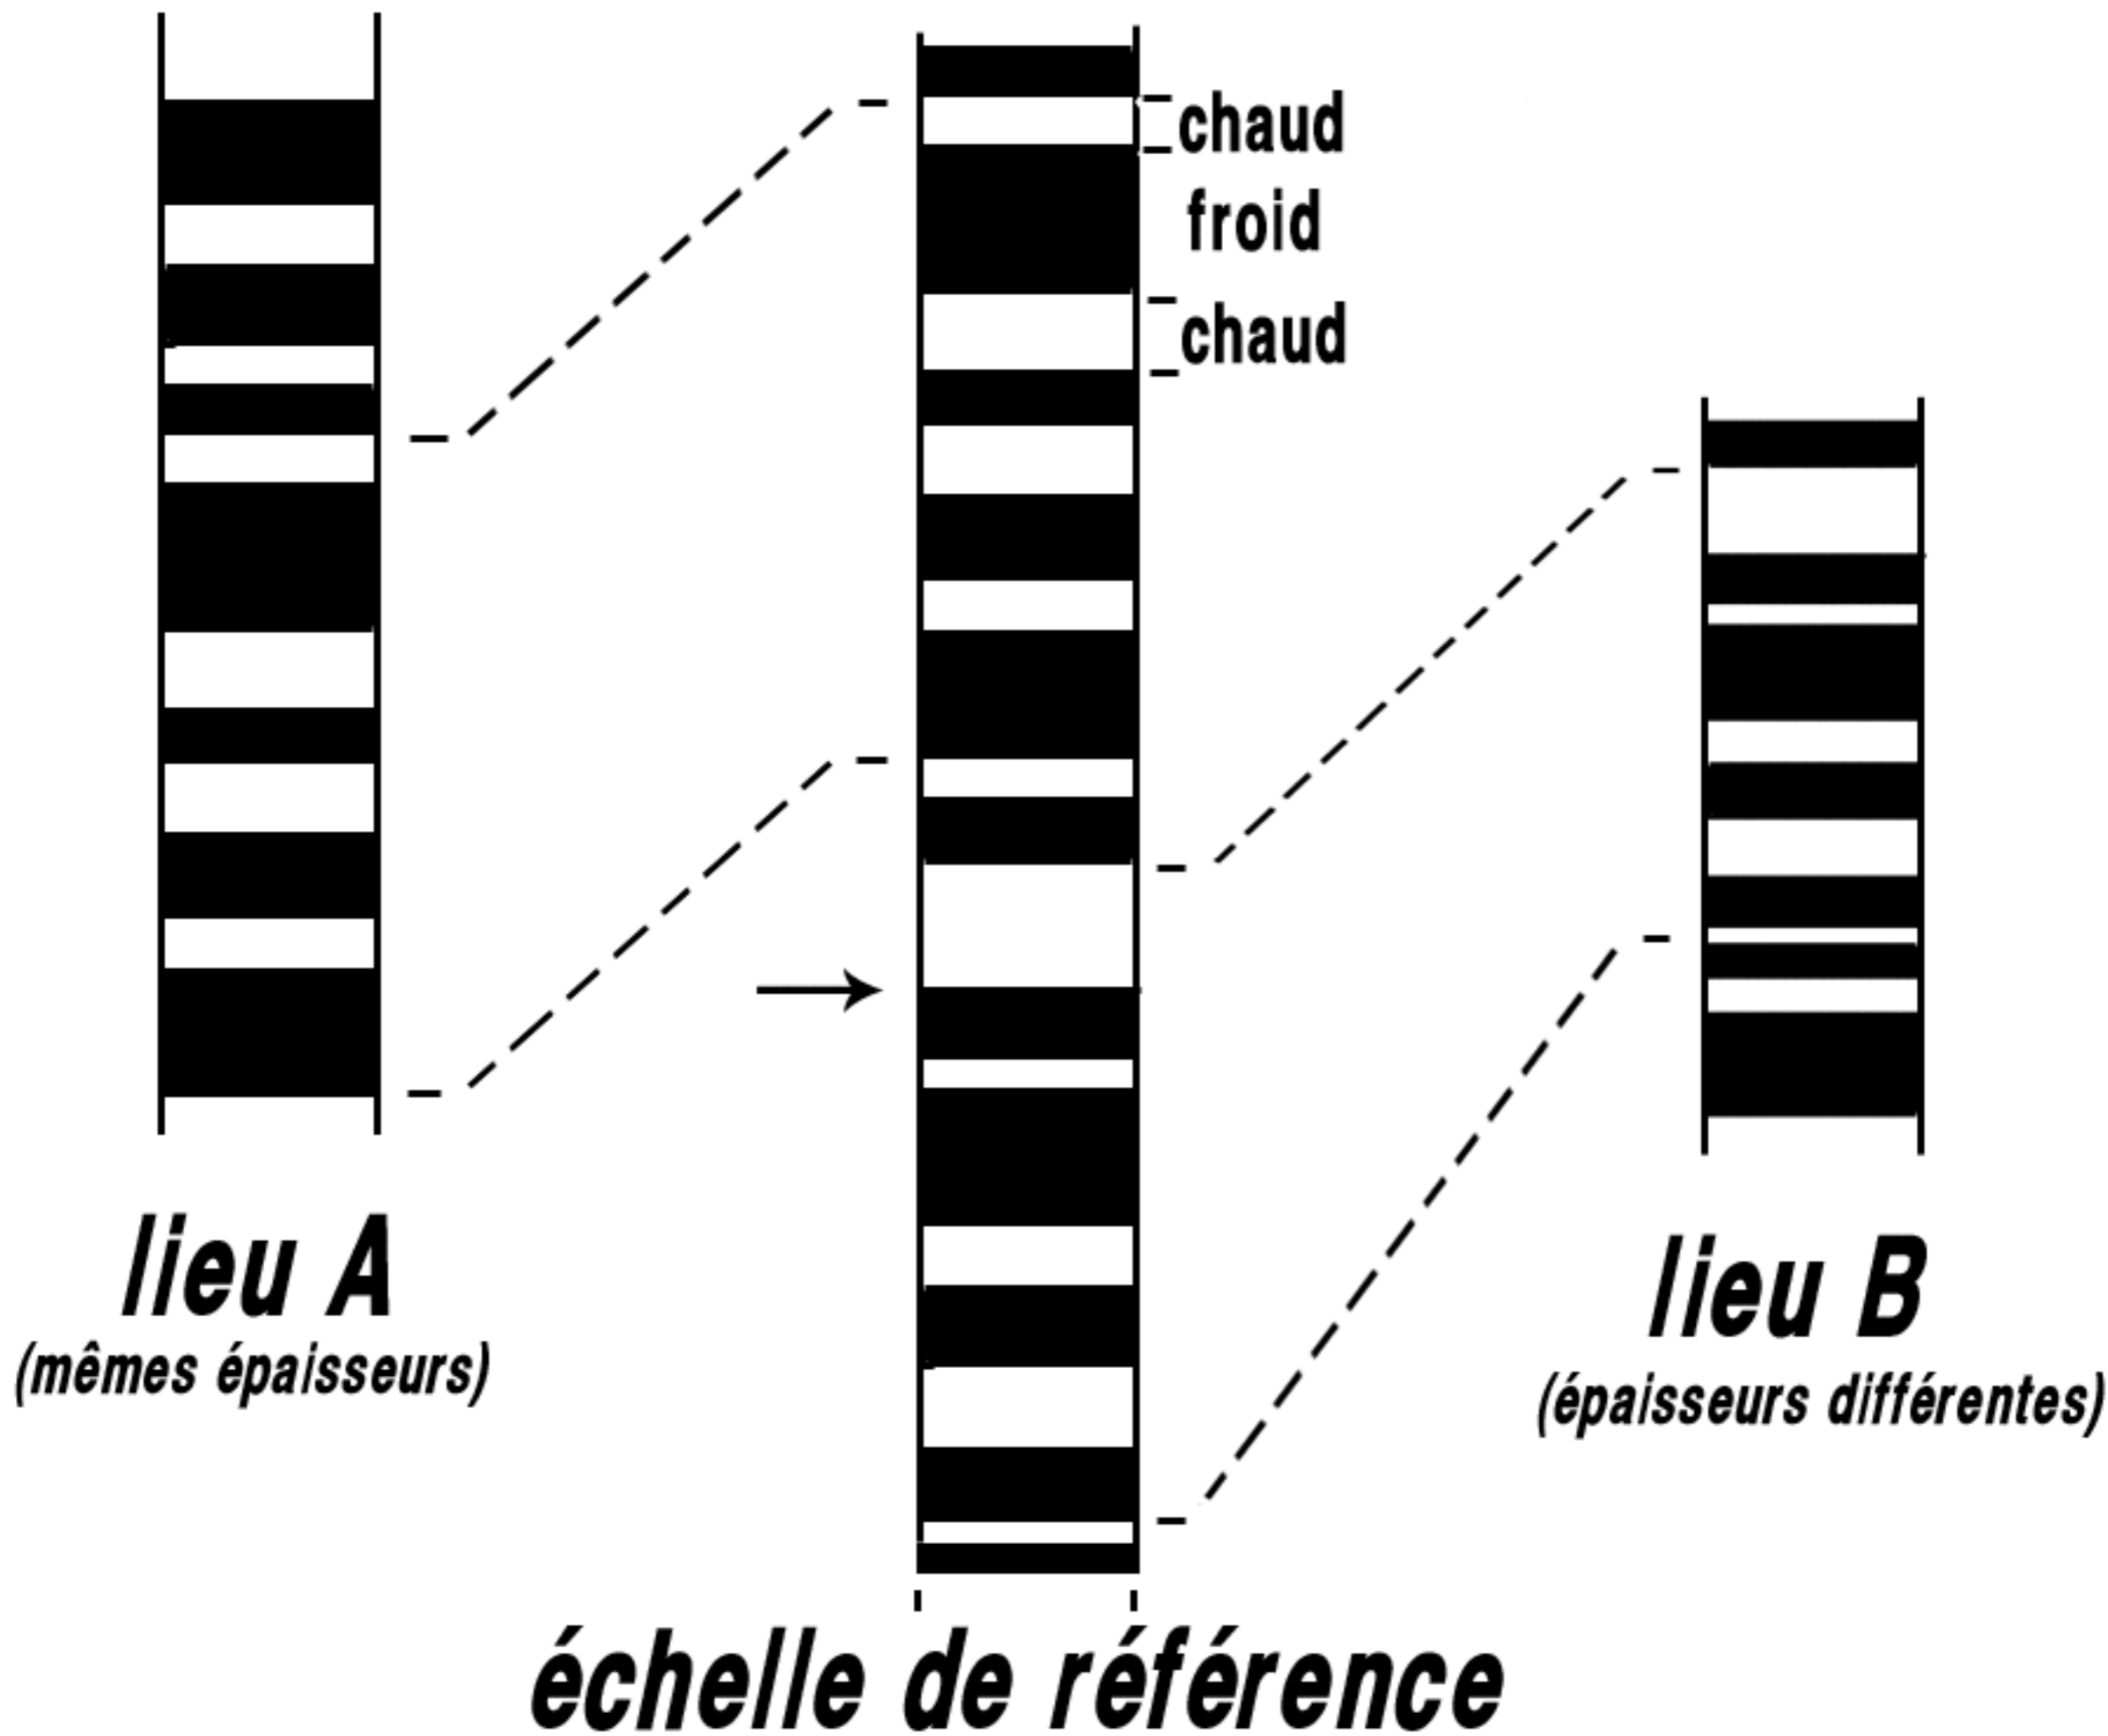 chaud
froid
chaud
lieu A
(mêmes épaisseurs)
lieu B
(épaisseurs différentes)
échelle de référence